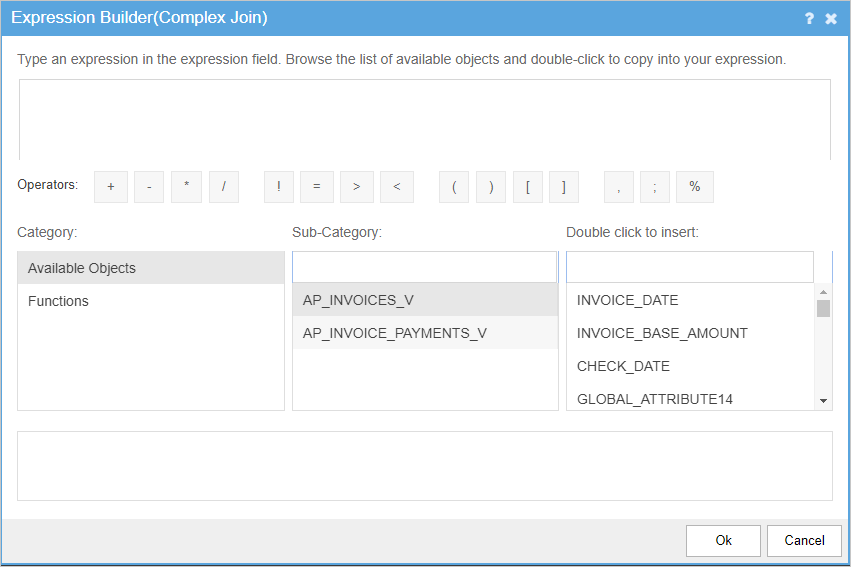 Expression Builder(Complex Join)
?
Type an expression in the expression field. Browse the list of available objects and double-click to copy into your expression.
Operators: + - * / ! = > < ( ) [ ] , ; %
Category: Sub-Category: Double click to insert:
Available Objects
Functions
AP_INVOICES_V
AP_INVOICE_PAYMENTS_V
INVOICE_DATE
INVOICE_BASE_AMOUNT
CHECK_DATE
GLOBAL_ATTRIBUTE14
Ok Cancel